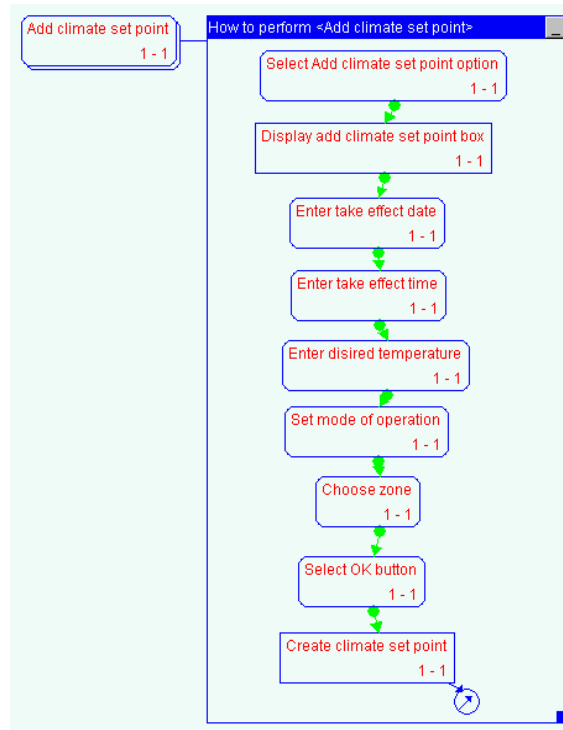 Add climate set point
1 - 1
How to perform <Add climate set point>
Select Add climate set point option
1 - 1
Display add climate set point box
1 - 1
Enter take effect date
1 - 1
Enter take effect time
1 - 1
Enter disired temperature
1 - 1
Set mode of operation
1 - 1
Choose zone
1 - 1
Select OK button
1 - 1
Create climate set point
1 - 1